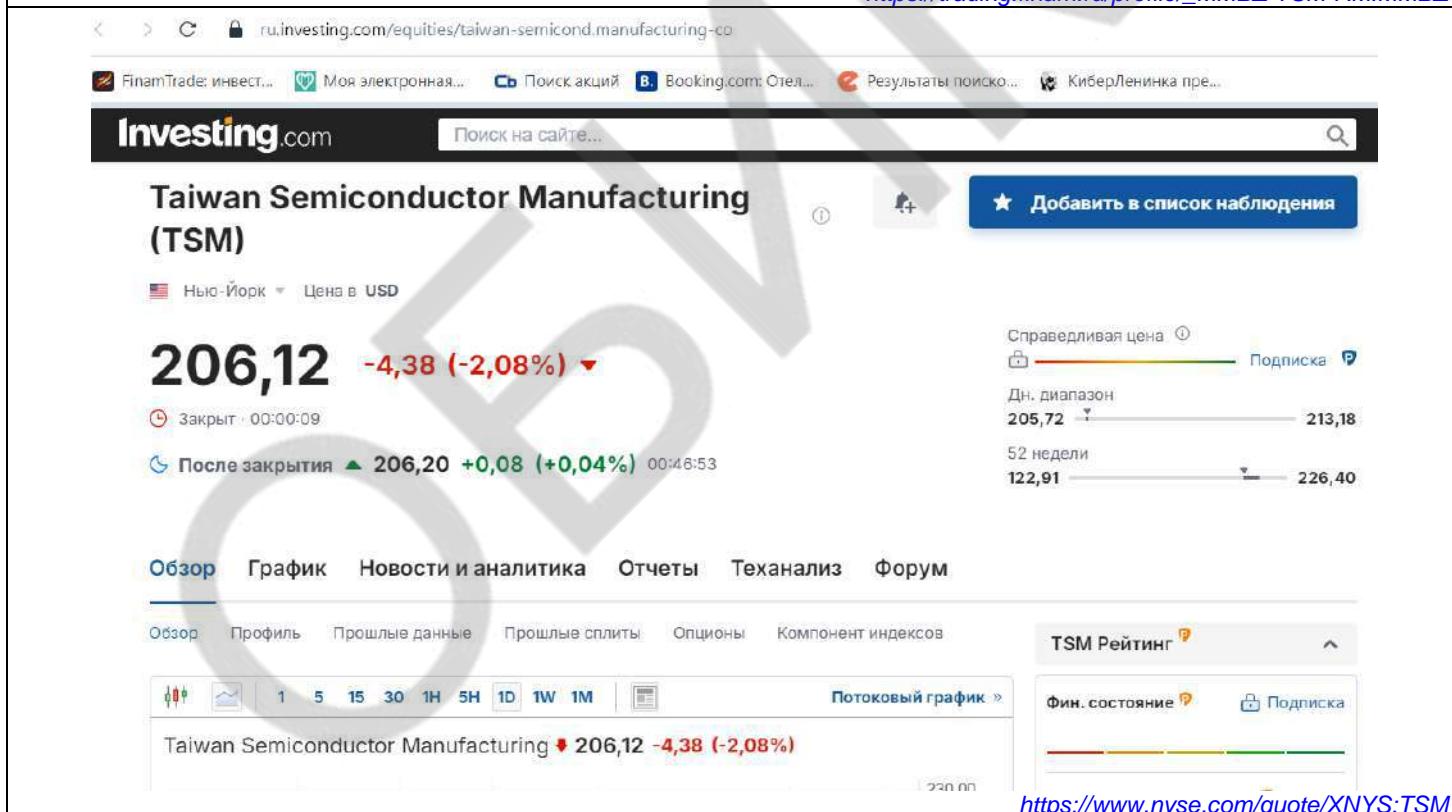 ru.investing.com/equities/taiwan-semicond.manufacturing-co
FinamTrade: инвест... Моя электронная... Сb Поиск акций B. Booking.com: Отел... Результаты поиско... КиберЛенинка пре...
Investing.com Поиск на сайте...
Taiwan Semiconductor Manufacturing
(TSM)
Добавить в список наблюдения
Нью-Йорк Цена в USD
206,12 -4,38 (-2,08%)
Закрыт · 00:00:09
После закрытия 206,20 +0,08 (+0,04%) 00:46:53
Справедливая цена
Подписка
Дн. диапазон
205,72 213,18
52 недели
122,91 226,40
Обзор График Новости и аналитика Отчеты Теханализ Форум
Обзор Профиль Прошлые данные Прошлые сплиты Опционы Компонент индексов
1 5 15 30 1H 5H 1D 1W 1M Потоковый график »
Taiwan Semiconductor Manufacturing 206,12 -4,38 (-2,08%)
230,00
TSM Рейтинг
Фин. состояние Подписка
https://www.nyse.com/quote/XNYS:TSM